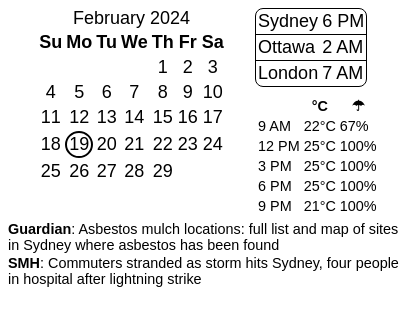 February 2024
Su Mo Tu We Th Fr Sa
1 2 3
4 5 6 7 8 9 10
11 12 13 14 15 16 17
18 19 20 21 22 23 24
25 26 27 28 29
Sydney 6 PM
Ottawa 2 AM
London 7 AM
°C ☂
9 AM 22°C 67%
12 PM 25°C 100%
3 PM 25°C 100%
6 PM 25°C 100%
9 PM 21°C 100%
Guardian: Asbestos mulch locations: full list and map of sites
in Sydney where asbestos has been found
SMH: Commuters stranded as storm hits Sydney, four people
in hospital after lightning strike